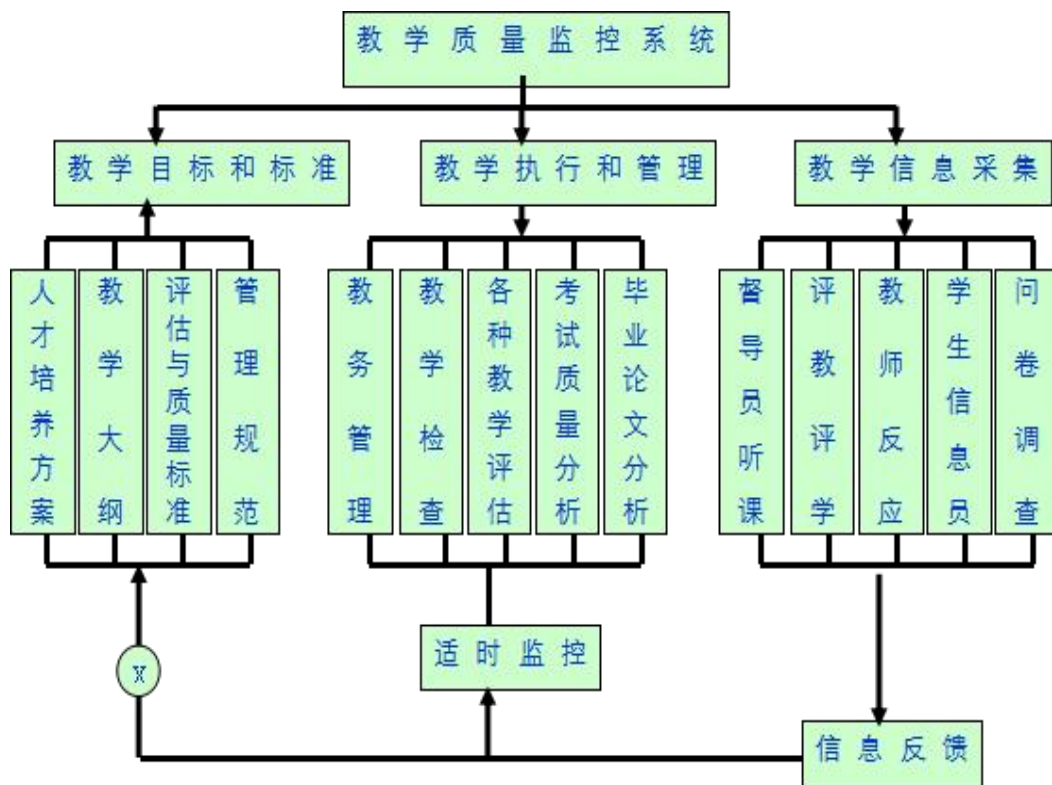 教学质量监控系统
教学目标和标准
教学执行和管理
教学信息采集
人才培养方案
教学大纲
评估与质量标准
管理规范
教务管理
教学检查
各种教学评估
考试质量分析
毕业论文分析
督导员听课
评教评学
教师反应
学生信息员
问卷调查
适时监控
X
信息反馈